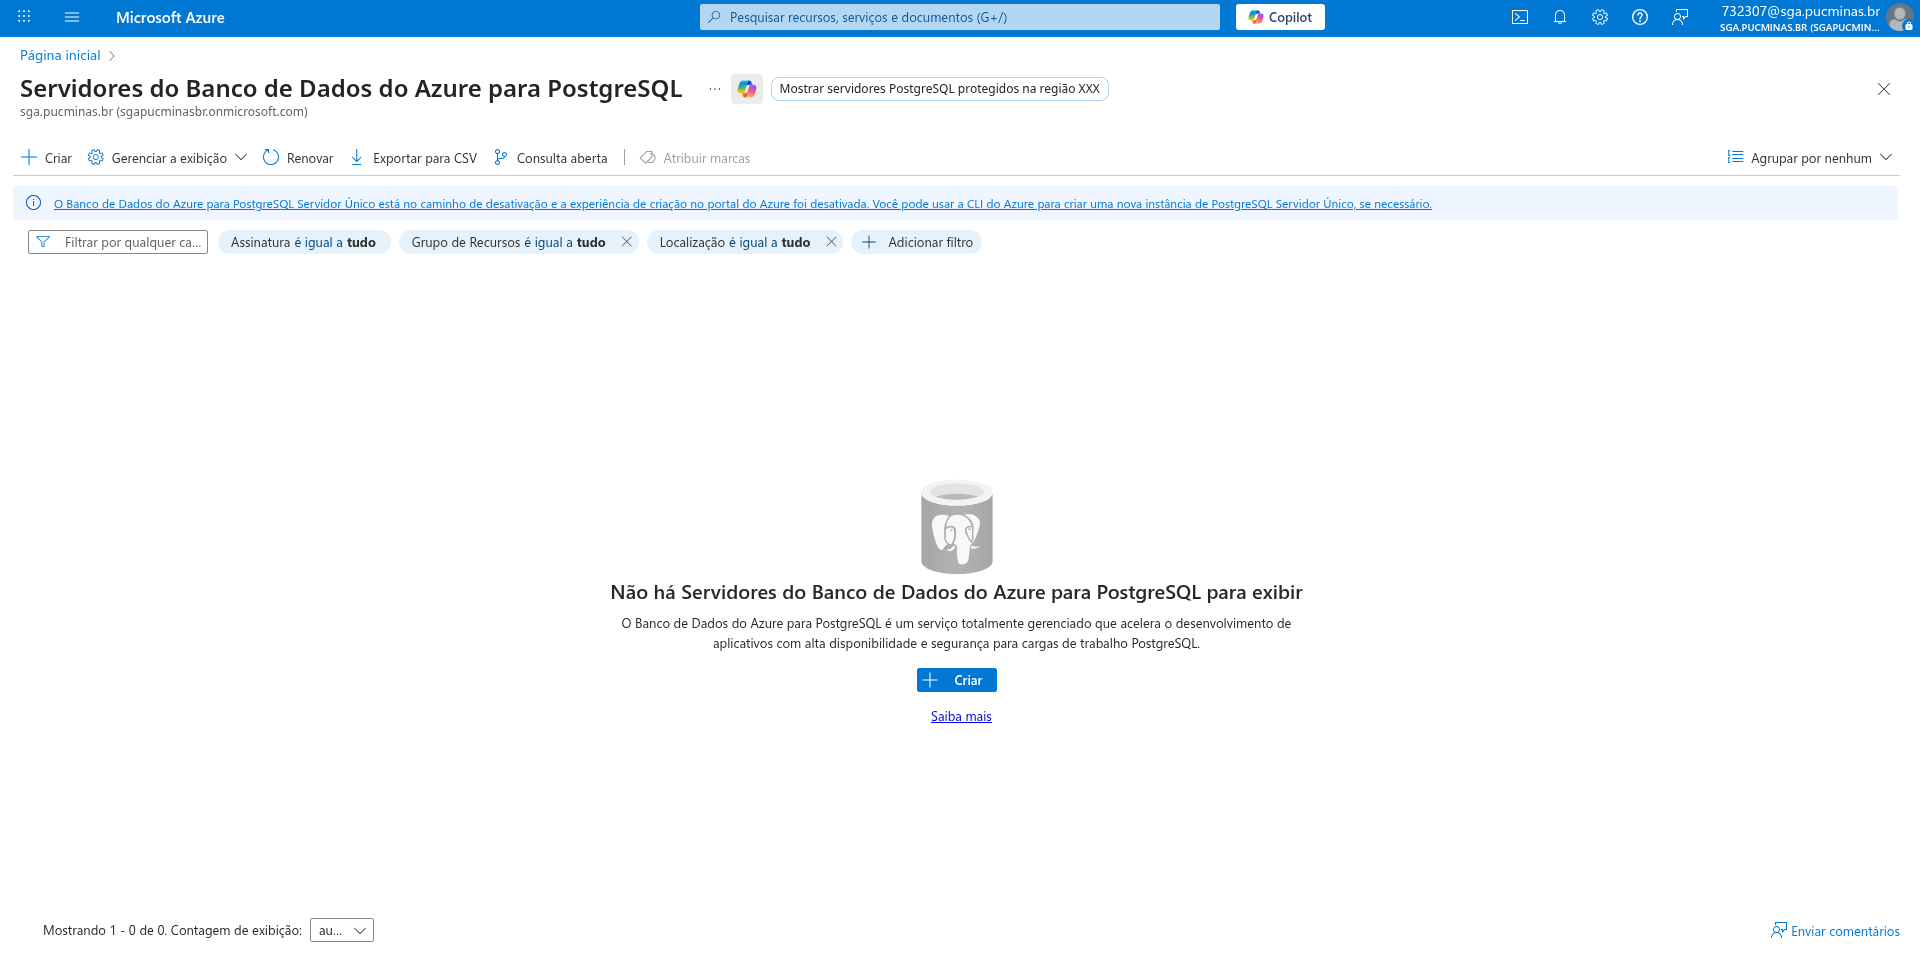 Microsoft Azure
Pesquisar recursos, serviços e documentos (G+/)
Copilot
732307@sga.pucminas.br
SGA.PUCMINAS.BR (SGAPUCMIN...
Página inicial
Servidores do Banco de Dados do Azure para PostgreSQL
...
Mostrar servidores PostgreSQL protegidos na região XXX
sga.pucminas.br (sgapucminasbr.onmicrosoft.com)
Criar
Gerenciar a exibição
Renovar
Exportar para CSV
Consulta aberta
Atribuir marcas
Agrupar por nenhum
O Banco de Dados do Azure para PostgreSQL Servidor Único está no caminho de desativação e a experiência de criação no portal do Azure foi desativada. Você pode usar a CLI do Azure para criar uma nova instância de PostgreSQL Servidor Único, se necessário.
Filtrar por qualquer ca...
Assinatura é igual a tudo
Grupo de Recursos é igual a tudo
Localização é igual a tudo
Adicionar filtro
Não há Servidores do Banco de Dados do Azure para PostgreSQL para exibir
O Banco de Dados do Azure para PostgreSQL é um serviço totalmente gerenciado que acelera o desenvolvimento de
aplicativos com alta disponibilidade e segurança para cargas de trabalho PostgreSQL.
Criar
Saiba mais
Mostrando 1 - 0 de 0. Contagem de exibição:
au...
Enviar comentários